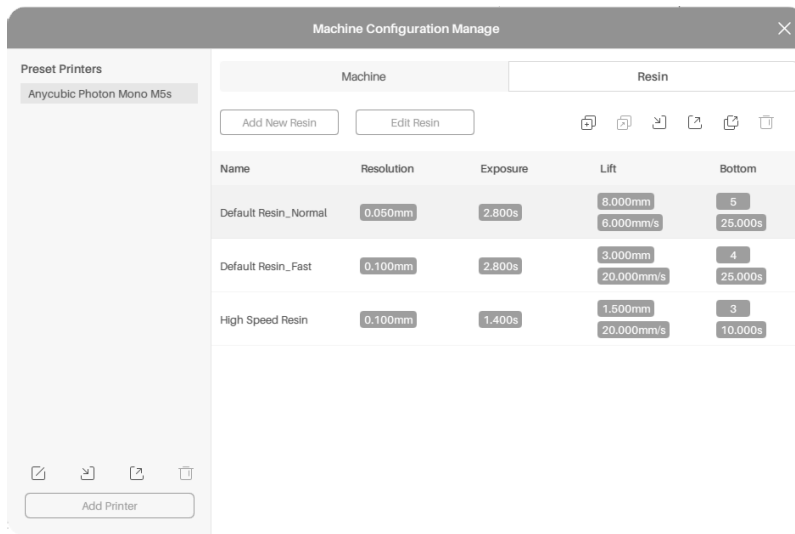 Machine Configuration Manage
Preset Printers
Anycubic Photon Mono M5s
Machine Resin
Add New Resin Edit Resin
Name Resolution Exposure Lift Bottom
Default Resin_Normal 0.050mm 2.800s 8.000mm 5
6.000mm/s 25.000s
Default Resin_Fast 0.100mm 2.800s 3.000mm 4
20.000mm/s 25.000s
High Speed Resin 0.100mm 1.400s 1.500mm 3
20.000mm/s 10.000s
Add Printer